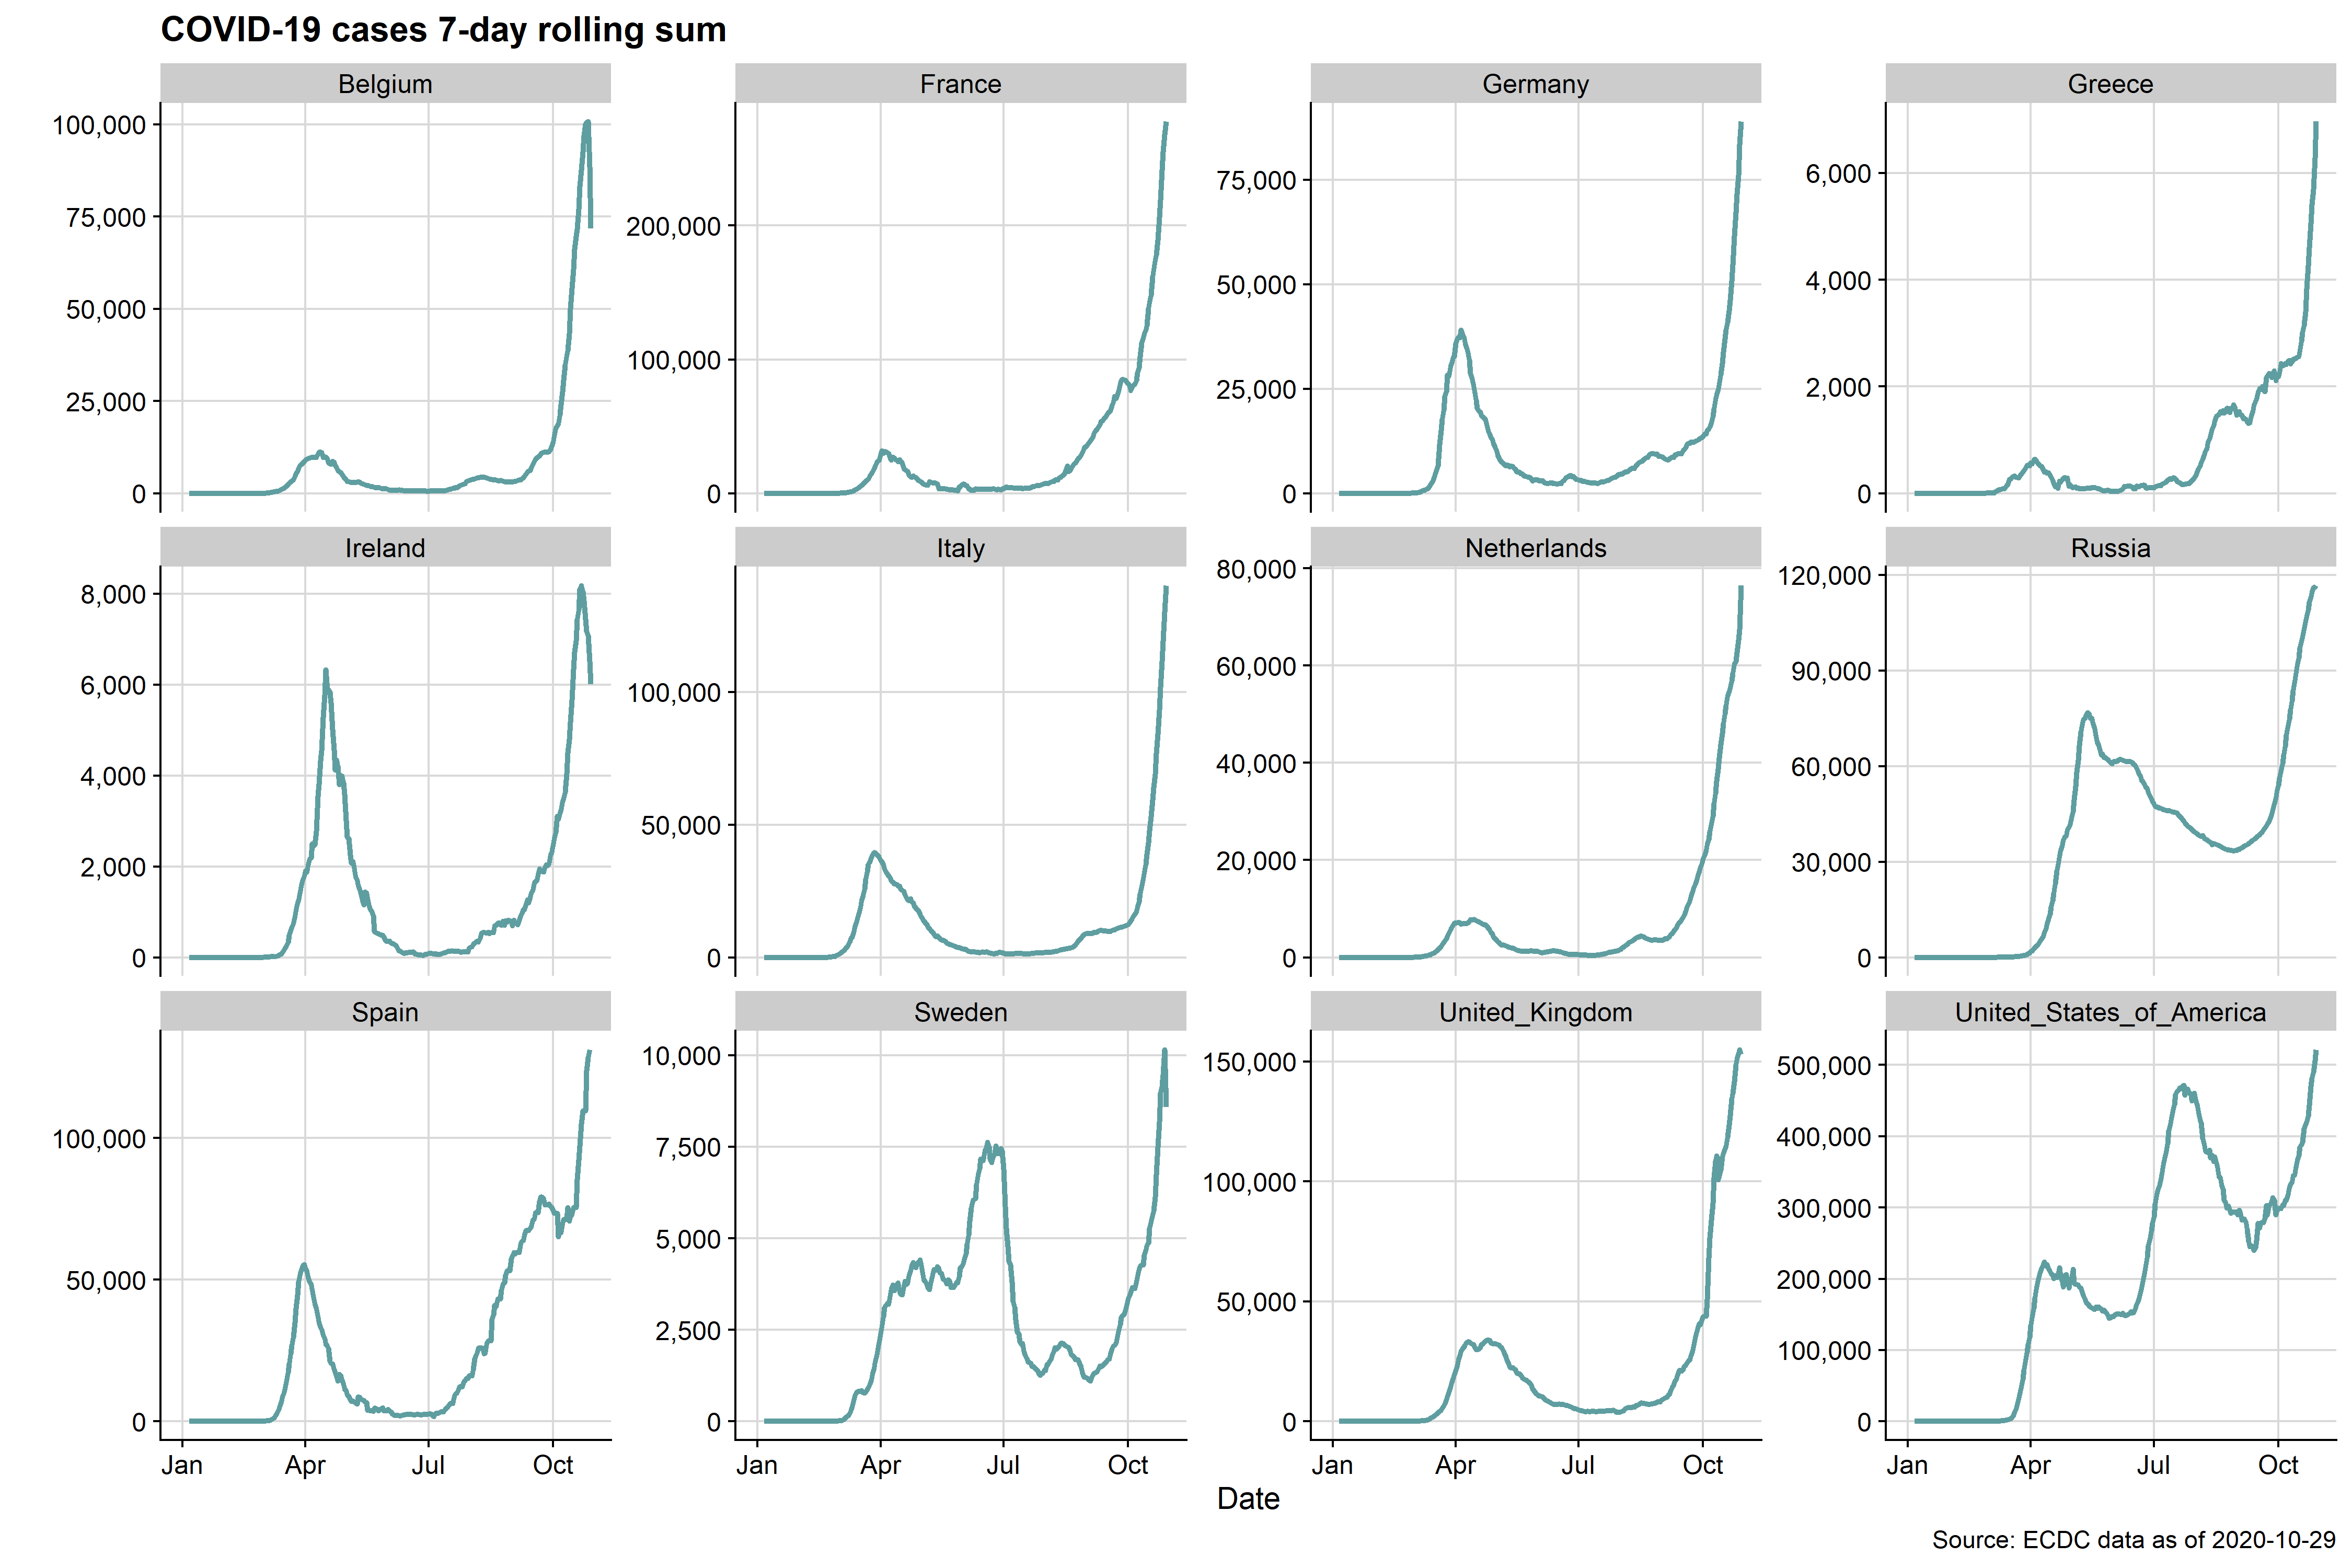 COVID-19 cases 7-day rolling sum
Belgium
France
Germany
Greece
100,000
75,000
50,000
25,000
0
200,000
100,000
0
75,000
50,000
25,000
0
6,000
4,000
2,000
0
Ireland
Italy
Netherlands
Russia
8,000
6,000
4,000
2,000
0
100,000
50,000
0
80,000
60,000
40,000
20,000
0
120,000
90,000
60,000
30,000
0
Spain
Sweden
United_Kingdom
United_States_of_America
100,000
50,000
0
10,000
7,500
5,000
2,500
0
150,000
100,000
50,000
0
500,000
400,000
300,000
200,000
100,000
0
Jan Apr Jul Oct
Jan Apr Jul Oct
Jan Apr Jul Oct
Jan Apr Jul Oct
Date
Source: ECDC data as of 2020-10-29